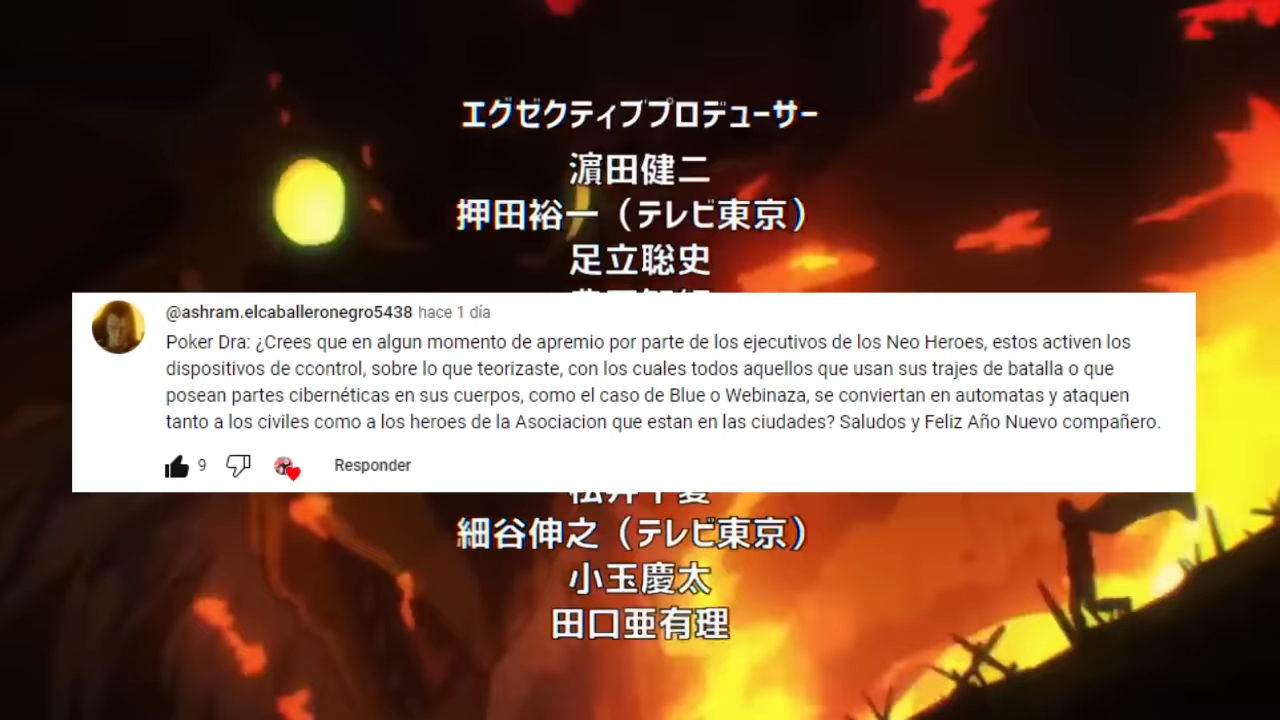 エグゼクティブプロデューサー
濵田健二
押田裕一（テレビ東京）
足立聡史
@ashram.elcaballeronegro5438 hace 1 día
Poker Dra: ¿Crees que en algun momento de apremio por parte de los ejecutivos de los Neo Heroes, estos activen los
dispositivos de ccontrol, sobre lo que teorizaste, con los cuales todos aquellos que usan sus trajes de batalla o que
posean partes cibernéticas en sus cuerpos, como el caso de Blue o Webinaza, se conviertan en automatas y ataquen
tanto a los civiles como a los heroes de la Asociacion que estan en las ciudades? Saludos y Feliz Año Nuevo compañero.
9 Responder
細谷伸之（テレビ東京）
小玉慶太
田口亜有理